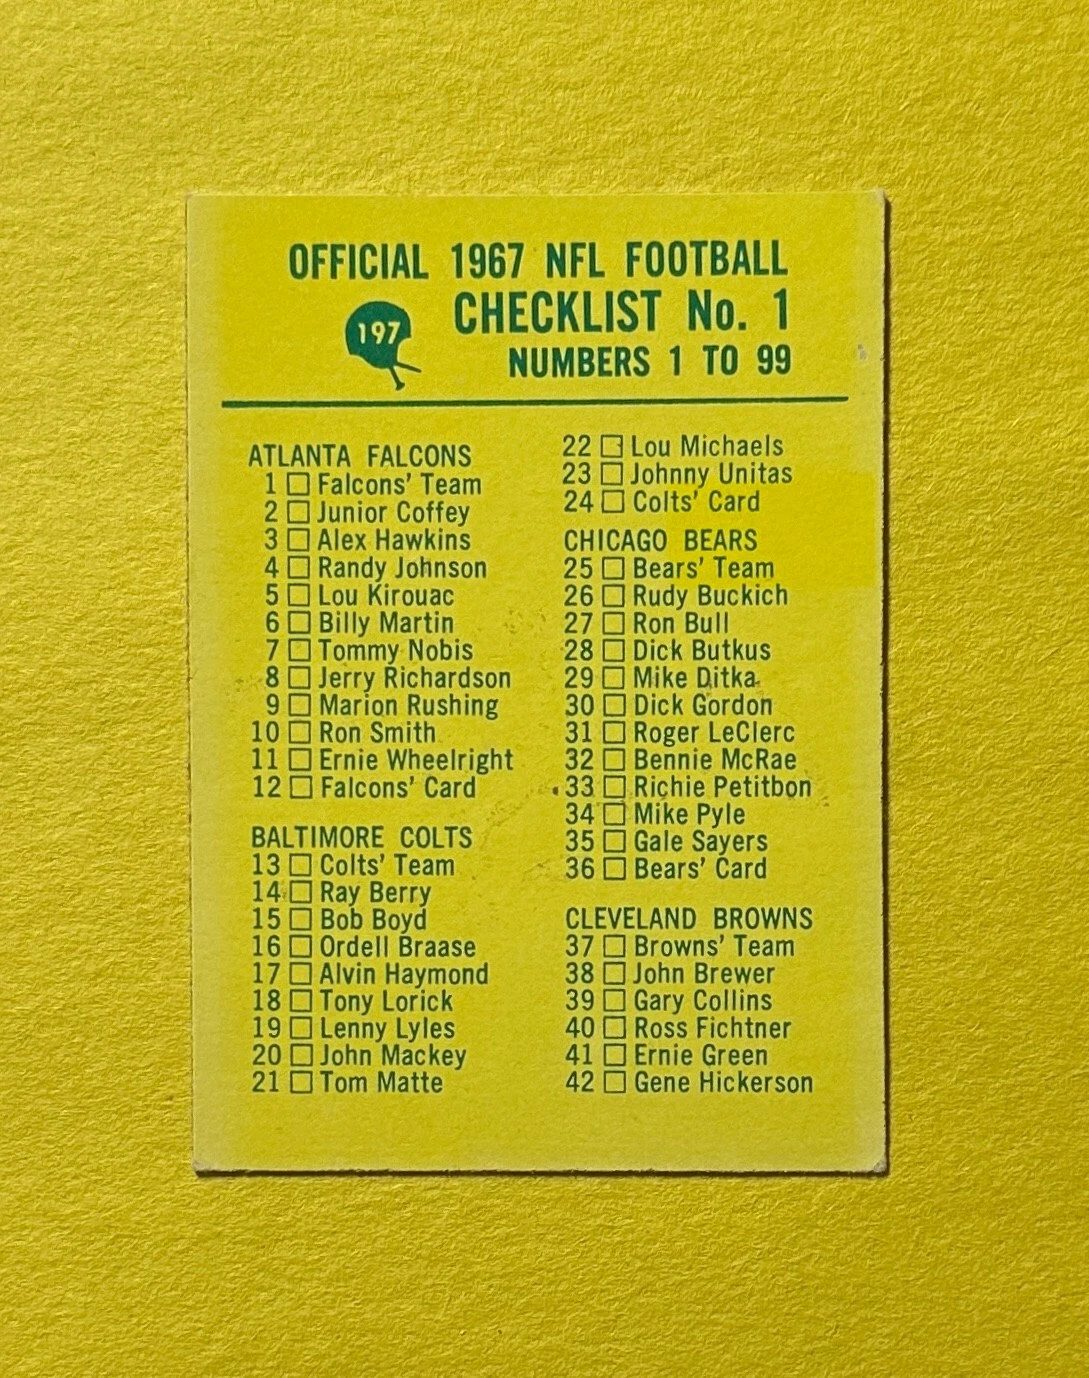 OFFICIAL 1967 NFL FOOTBALL
197
CHECKLIST No. 1
NUMBERS 1 TO 99
ATLANTA FALCONS
1 □ Falcons' Team
2 □ Junior Coffey
3 □ Alex Hawkins
4 □ Randy Johnson
5 □ Lou Kirouac
6 □ Billy Martin
7 □ Tommy Nobis
8 □ Jerry Richardson
9 □ Marion Rushing
10 □ Ron Smith
11 □ Ernie Wheelright
12 □ Falcons' Card
BALTIMORE COLTS
13 □ Colts' Team
14 □ Ray Berry
15 □ Bob Boyd
16 □ Ordell Braase
17 □ Alvin Haymond
18 □ Tony Lorick
19 □ Lenny Lyles
20 □ John Mackey
21 □ Tom Matte
22 □ Lou Michaels
23 □ Johnny Unitas
24 □ Colts' Card
CHICAGO BEARS
25 □ Bears' Team
26 □ Rudy Buckich
27 □ Ron Bull
28 □ Dick Butkus
29 □ Mike Ditka
30 □ Dick Gordon
31 □ Roger LeClerc
32 □ Bennie McRae
33 □ Richie Petitbon
34 □ Mike Pyle
35 □ Gale Sayers
36 □ Bears' Card
CLEVELAND BROWNS
37 □ Browns' Team
38 □ John Brewer
39 □ Gary Collins
40 □ Ross Fichtner
41 □ Ernie Green
42 □ Gene Hickerson